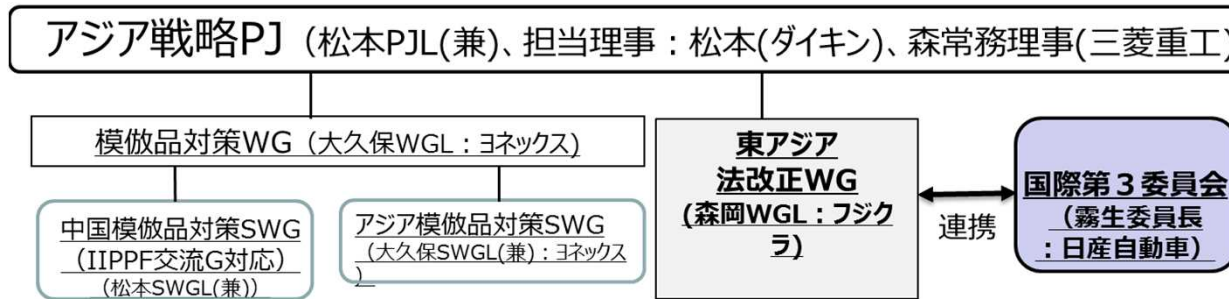 アジア戦略PJ (松本PJL(兼)、担当理事：松本(ダイキン)、森常務理事(三菱重工)
模倣品対策WG（大久保WGL：ヨネックス)
東アジア
法改正WG
(森岡WGL：フジク
ラ)
連携
国際第３委員会
（霧生委員長
：日産自動車）
中国模倣品対策SWG
（IIPPF交流G対応）
（松本SWGL(兼)）
アジア模倣品対策SWG
（大久保SWGL(兼)：ヨネックス
）